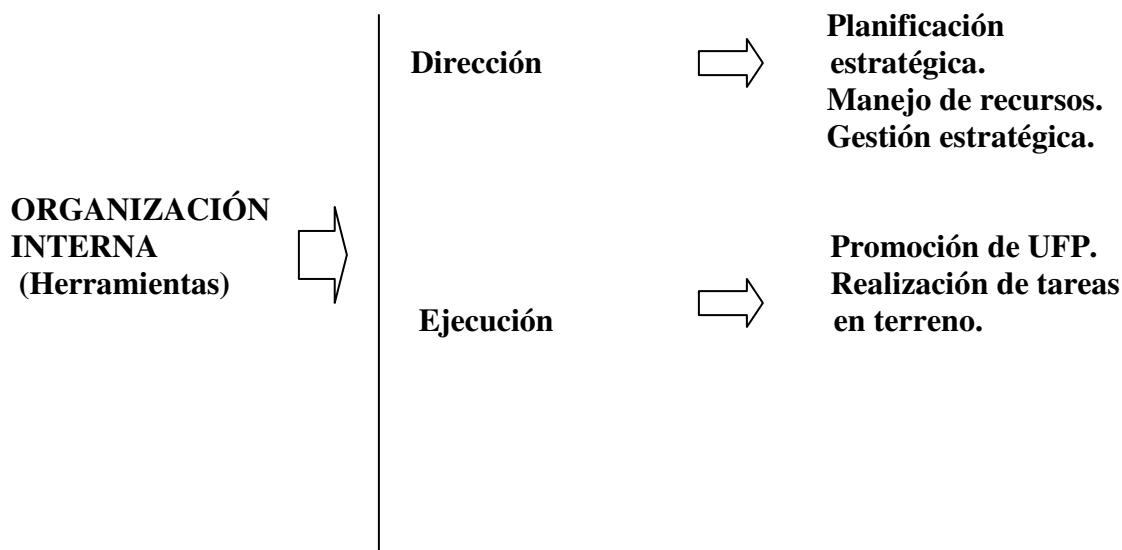 ORGANIZACIÓN
INTERNA
(Herramientas)
Dirección
Planificación
estratégica.
Manejo de recursos.
Gestión estratégica.
Ejecución
Promoción de UFP.
Realización de tareas
en terreno.